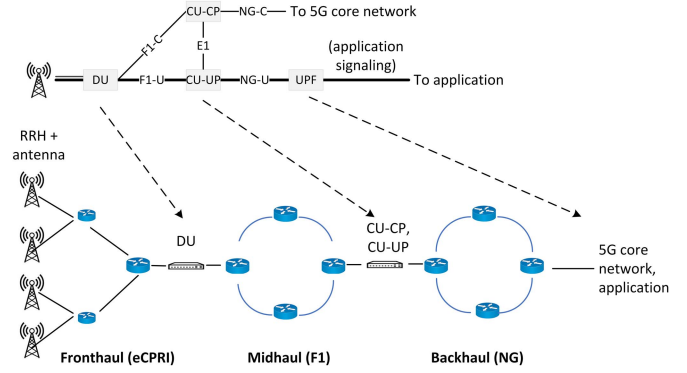 CU-CP
NG-C
To 5G core network
F1-C
E1
(application
signaling)
DU
F1-U
CU-UP
NG-U
UPF
To application
RRH +
antenna
DU
CU-CP,
CU-UP
5G core
network,
application
Fronthaul (eCPRI)
Midhaul (F1)
Backhaul (NG)